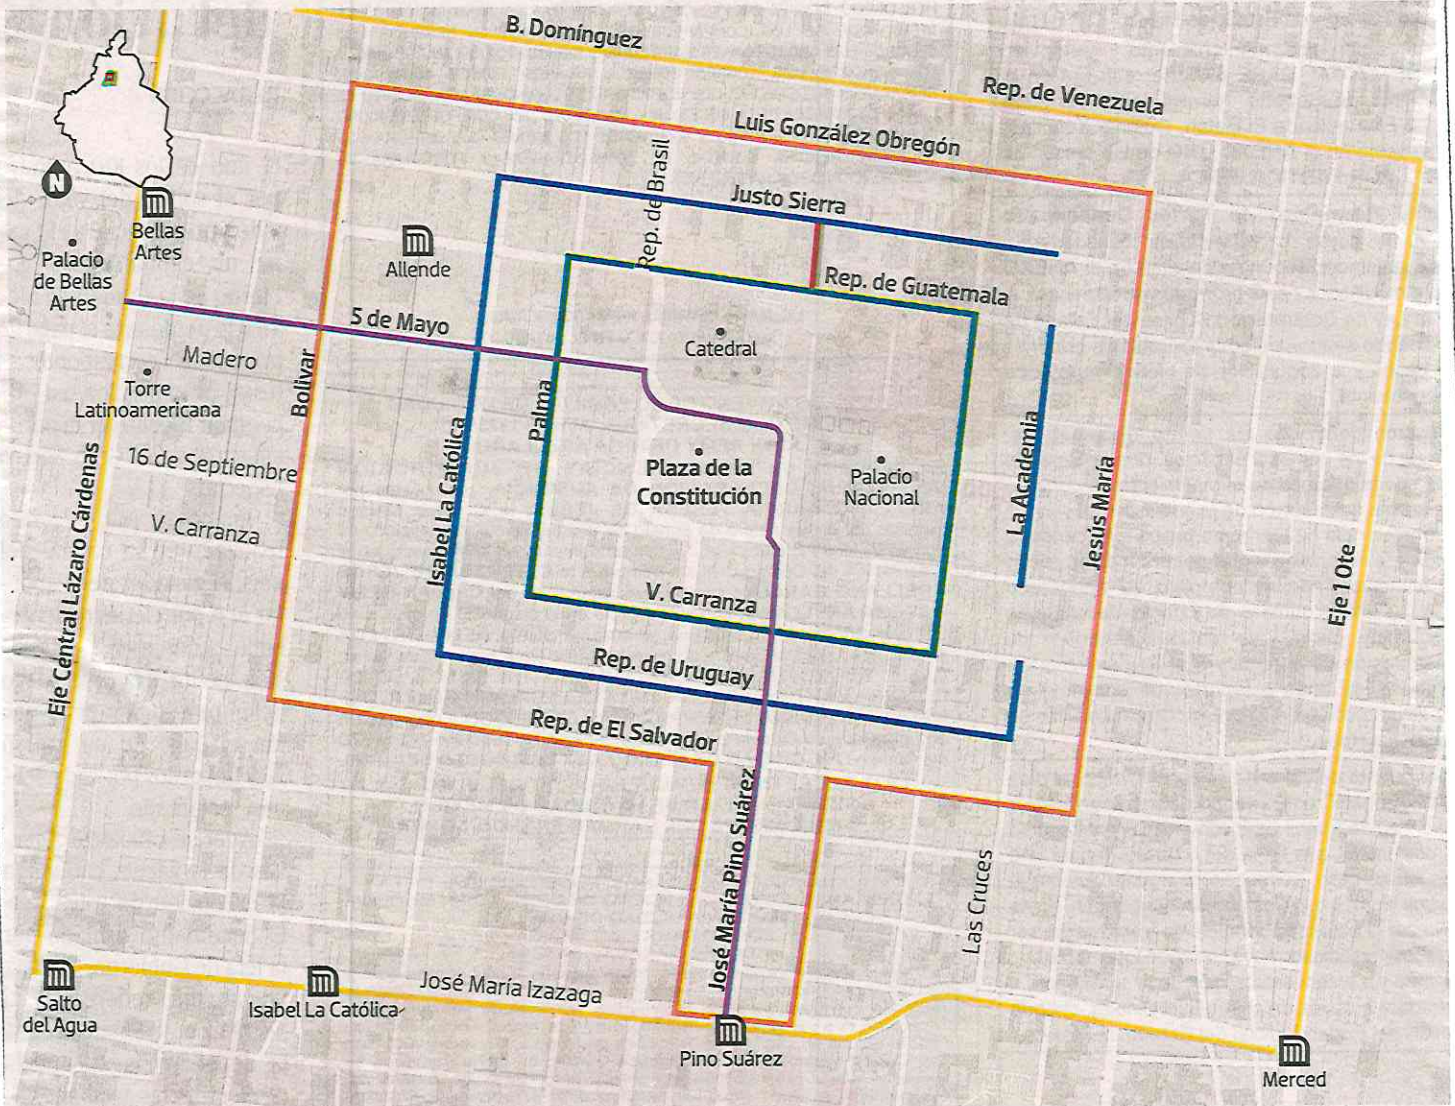 B. Domínguez
Rep. de Venezuela
Luis González Obregón
Rep. de Brasil
Justo Sierra
N
Bellas
Artes
Palacio
de Bellas
Artes
Allende
Rep. de Guatemala
5 de Mayo
Catedral
Madero
Torre
Latinoamericana
Bolivar
Palma
Isabel La Católica
16 de Septiembre
Plaza de la
Constitución
Palacio
Nacional
La Academia
Jesús María
V. Carranza
Eje Central Lázaro Cárdenas
Eje 1 Ote
V. Carranza
Rep. de Uruguay
Rep. de El Salvador
José María Pino Suárez
Las Cruces
José María Izazaga
Salto
del Agua
Isabel La Católica
Pino Suárez
Merced